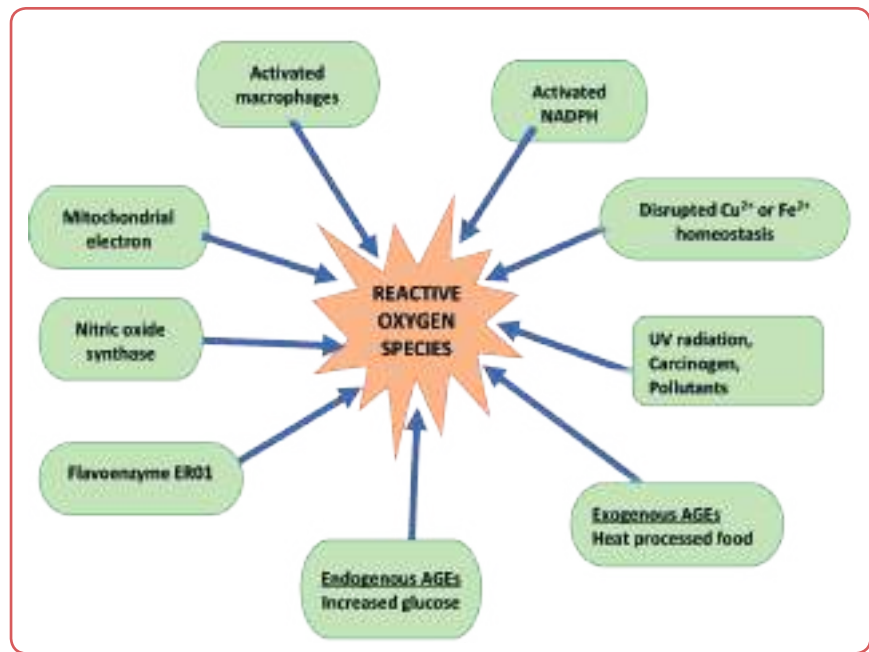 Activated
macrophages
Activated
NADPH
Mitochondrial
electron
Disrupted Cu²⁺ or Fe²⁺
homeostasis
REACTIVE
OXYGEN
SPECIES
Nitric oxide
synthase
UV radiation,
Carcinogen,
Pollutants
Flavoenzyme ER01
Exogenous AGEs
Heat processed food
Endogenous AGEs
Increased glucose